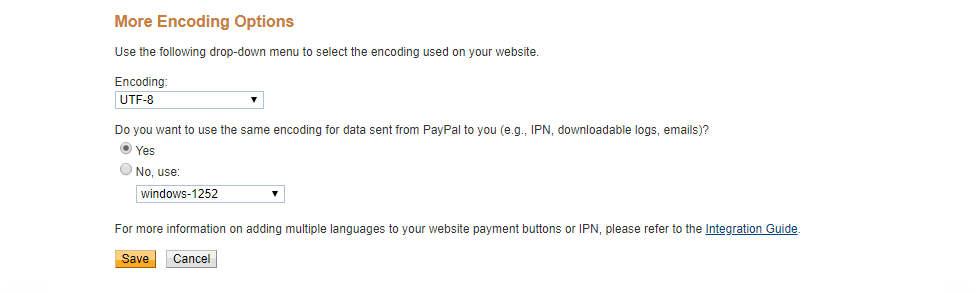 More Encoding Options
Use the following drop-down menu to select the encoding used on your website.
Encoding:
UTF-8
Do you want to use the same encoding for data sent from PayPal to you (e.g., IPN, downloadable logs, emails)?
Yes
No, use:
windows-1252
For more information on adding multiple languages to your website payment buttons or IPN, please refer to the Integration Guide.
Save Cancel